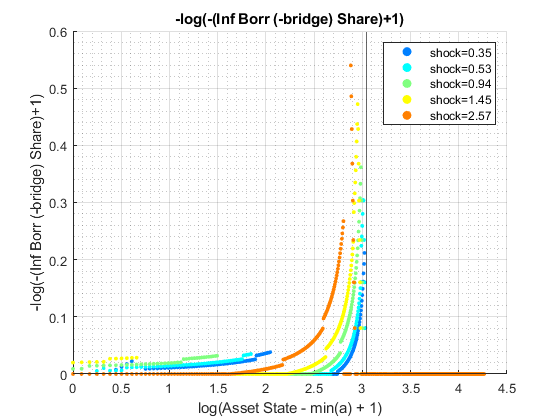 -log(-(Inf Borr (-bridge) Share)+1)
0.6
0.5
0.4
0.3
0.2
0.1
0
-log(-(Inf Borr (-bridge) Share)+1)
shock=0.35
shock=0.53
shock=0.94
shock=1.45
shock=2.57
0 0.5 1 1.5 2 2.5 3 3.5 4 4.5
log(Asset State - min(a) + 1)